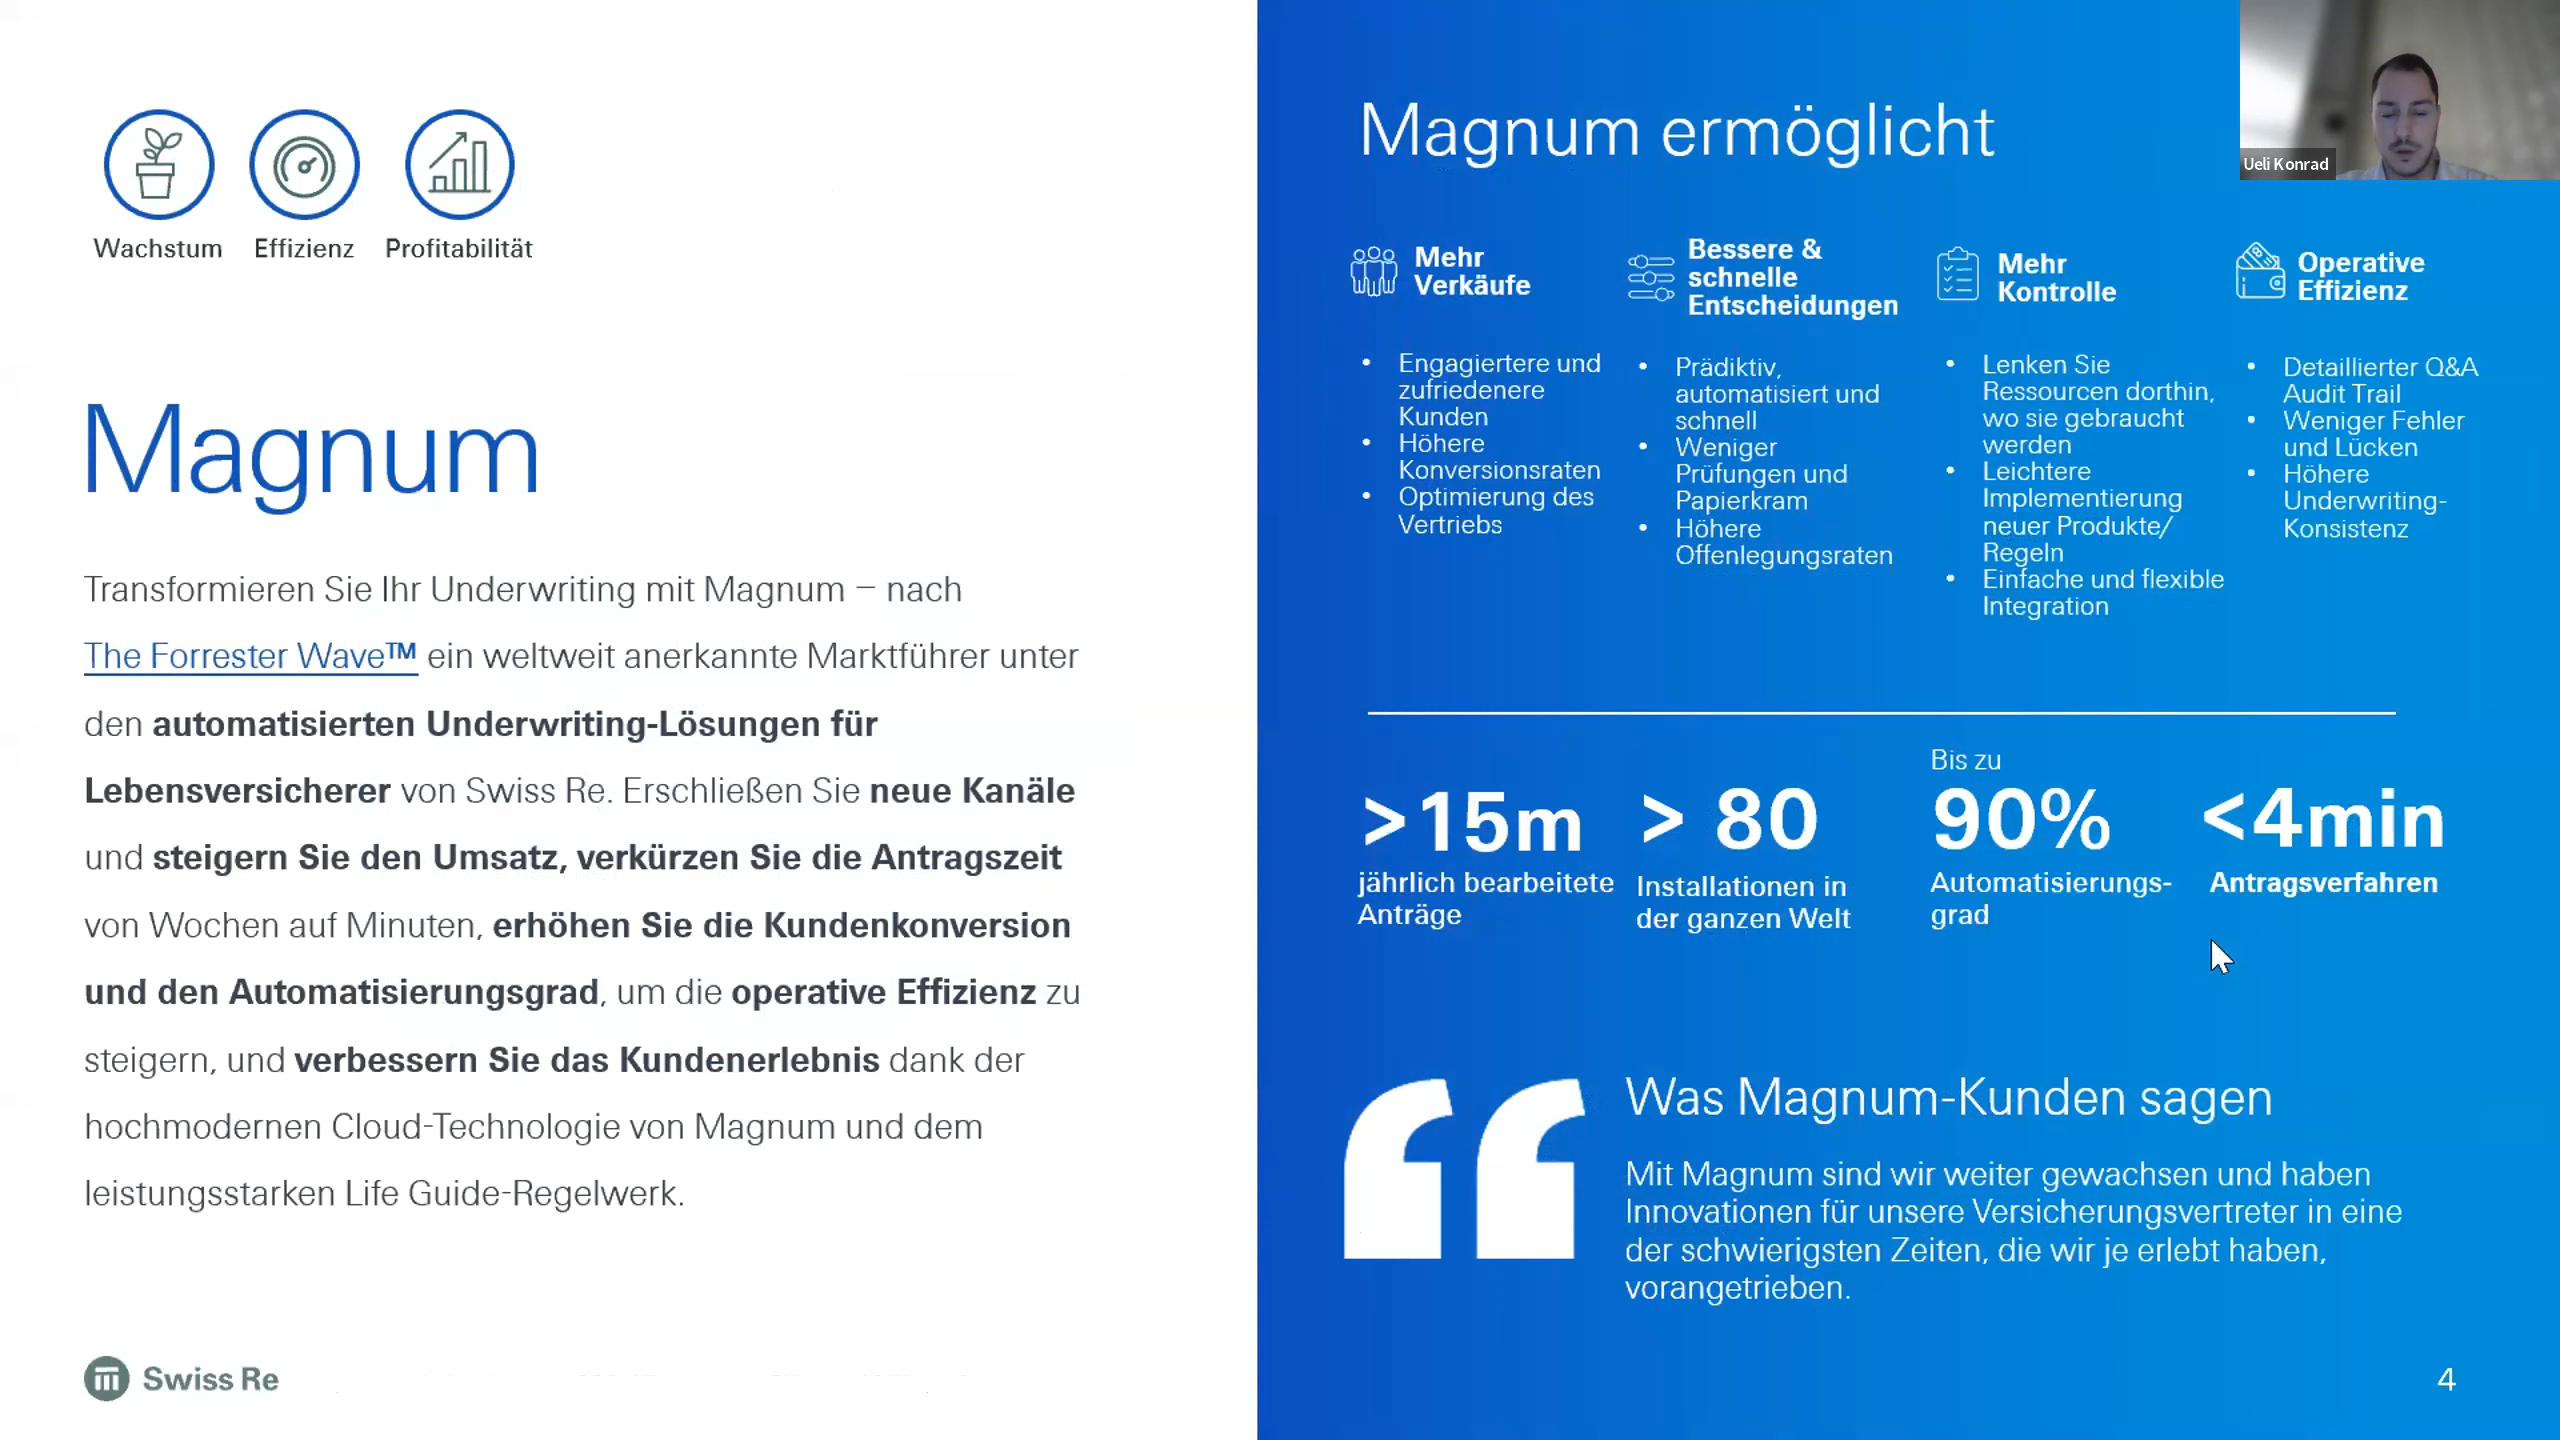 Wachstum
Effizienz
Profitabilität
Magnum
Transformieren Sie Ihr Underwriting mit Magnum – nach
The Forrester Wave™ ein weltweit anerkannte Marktführer unter
den automatisierten Underwriting-Lösungen für
Lebensversicherer von Swiss Re. Erschließen Sie neue Kanäle
und steigern Sie den Umsatz, verkürzen Sie die Antragszeit
von Wochen auf Minuten, erhöhen Sie die Kundenkonversion
und den Automatisierungsgrad, um die operative Effizienz zu
steigern, und verbessern Sie das Kundenerlebnis dank der
hochmodernen Cloud-Technologie von Magnum und dem
leistungsstarken Life Guide-Regelwerk.
Swiss Re
Magnum ermöglicht
Ueli Konrad
Mehr
Verkäufe
• Engagiertere und
zufriedenere
Kunden
• Höhere
Konversionsraten
• Optimierung des
Vertriebs
Bessere &
schnelle
Entscheidungen
• Prädiktiv,
automatisiert und
schnell
• Weniger
Prüfungen und
Papierkram
• Höhere
Offenlegungsraten
Mehr
Kontrolle
• Lenken Sie
Ressourcen dorthin,
wo sie gebraucht
werden
• Leichtere
Implementierung
neuer Produkte/
Regeln
• Einfache und flexible
Integration
Operative
Effizienz
• Detaillierter Q&A
Audit Trail
• Weniger Fehler
und Lücken
• Höhere
Underwriting-
Konsistenz
>15m
jährlich bearbeitete
Anträge
> 80
Installationen in
der ganzen Welt
Bis zu
90%
Automatisierungs-
grad
<4min
Antragsverfahren
Was Magnum-Kunden sagen
Mit Magnum sind wir weiter gewachsen und haben
Innovationen für unsere Versicherungsvertreter in eine
der schwierigsten Zeiten, die wir je erlebt haben,
vorangetrieben.
4